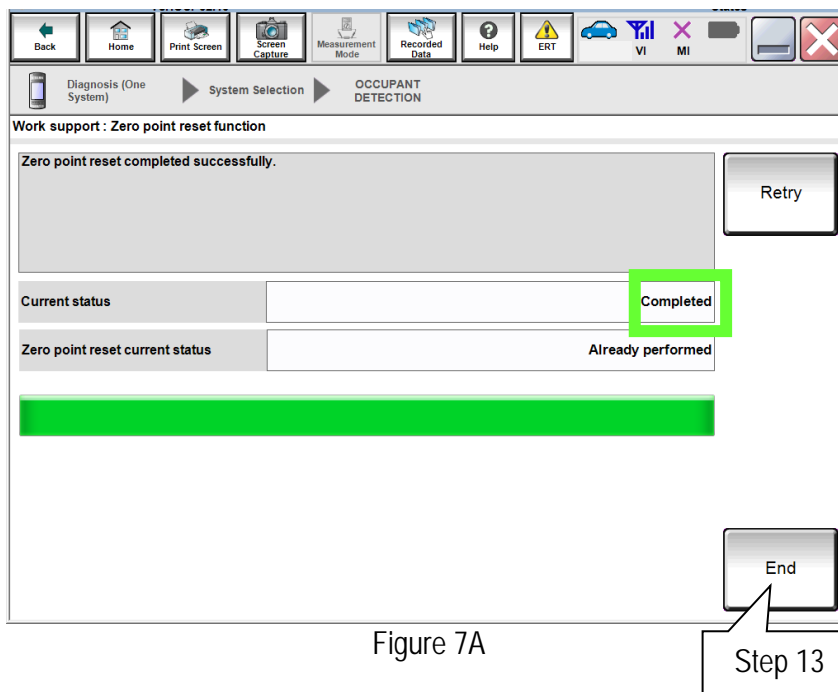 Back
Home
Print Screen
Screen
Capture
Measurement
Mode
Recorded
Data
Help
ERT
VI
MI
Diagnosis (One
System)
System Selection
OCCUPANT
DETECTION
Work support : Zero point reset function
Zero point reset completed successfully.
Retry
Current status
Completed
Zero point reset current status
Already performed
End
Figure 7A
Step 13